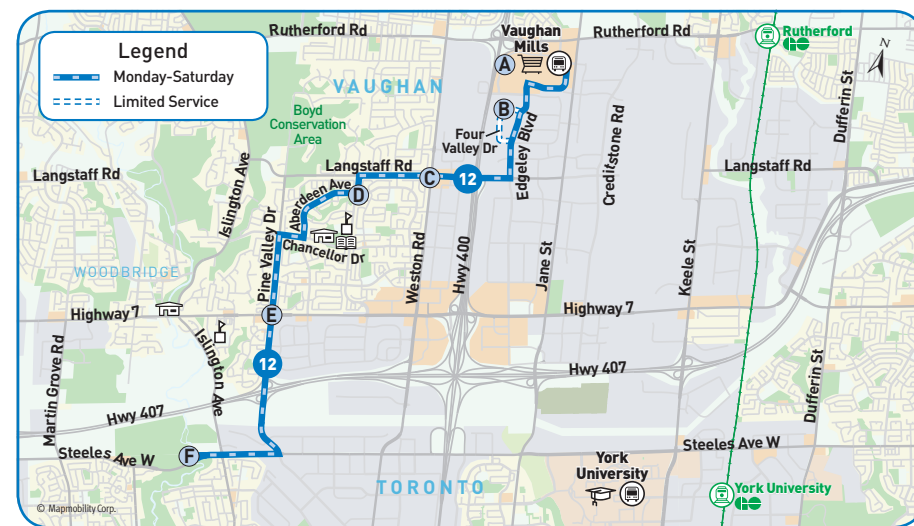 Legend
Monday-Saturday
Limited Service
Rutherford Rd
Vaughan
Mills
Rutherford Rd
Rutherford
GO
N
A
VAUGHAN
B
Boyd
Conservation
Area
Four
Valley Dr
Edgeley Blvd
Creditstone Rd
Dufferin St
Langstaff Rd
Langstaff Rd
Langstaff Rd
Islington Ave
C
12
D
Aberdeen Ave
Chancellor Dr
Pine Valley Dr
WOODBRIDGE
Weston Rd
Hwy 400
Jane St
Keele St
Highway 7
E
Highway 7
Islington Ave
12
Hwy 407
Martin Grove Rd
Hwy 407
Dufferin St
Steeles Ave W
F
Steeles Ave W
York
University
TORONTO
York University
GO
© Mapmobility Corp.